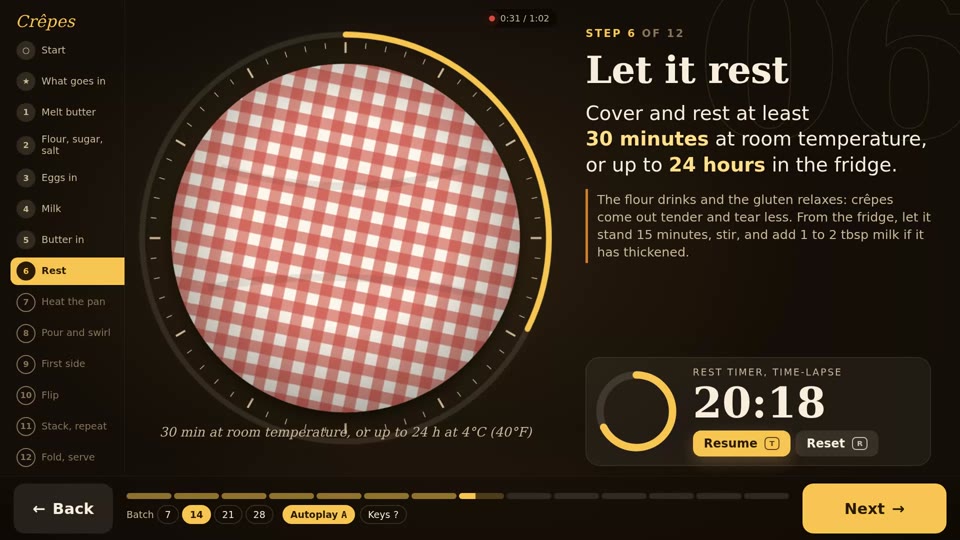 Crêpes
Start
What goes in
1 Melt butter
2 Flour, sugar,
salt
3 Eggs in
4 Milk
5 Butter in
6 Rest
7 Heat the pan
8 Pour and swirl
9 First side
10 Flip
11 Stack, repeat
12 Fold, serve
0:31 / 1:02
30 min at room temperature, or up to 24 h at 4°C (40°F)
06
STEP 6 OF 12
Let it rest
Cover and rest at least
30 minutes at room temperature,
or up to 24 hours in the fridge.
The flour drinks and the gluten relaxes: crêpes
come out tender and tear less. From the fridge, let it
stand 15 minutes, stir, and add 1 to 2 tbsp milk if it
has thickened.
REST TIMER, TIME-LAPSE
20:18
Resume T Reset R
← Back
Batch 7 14 21 28 Autoplay A Keys ?
Next →